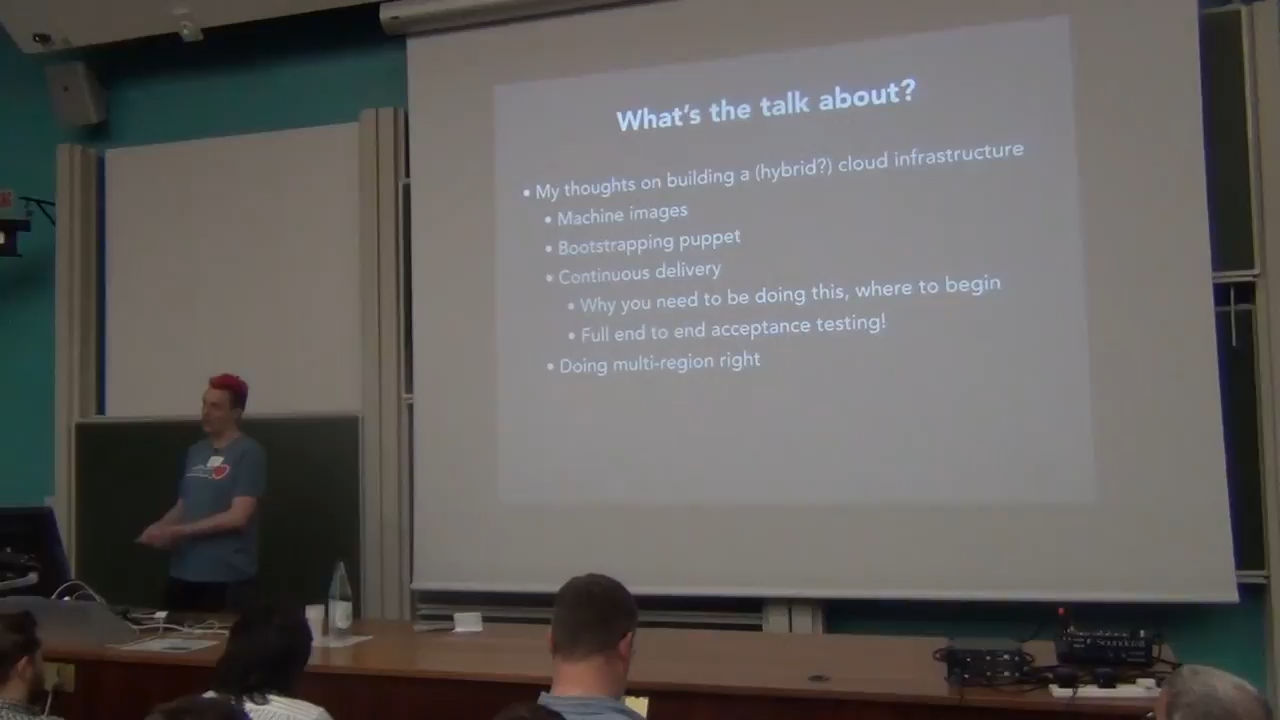 What's the talk about?
• My thoughts on building a (hybrid?) cloud infrastructure
• Machine images
• Bootstrapping puppet
• Continuous delivery
• Why you need to be doing this, where to begin
• Full end to end acceptance testing!
• Doing multi-region right